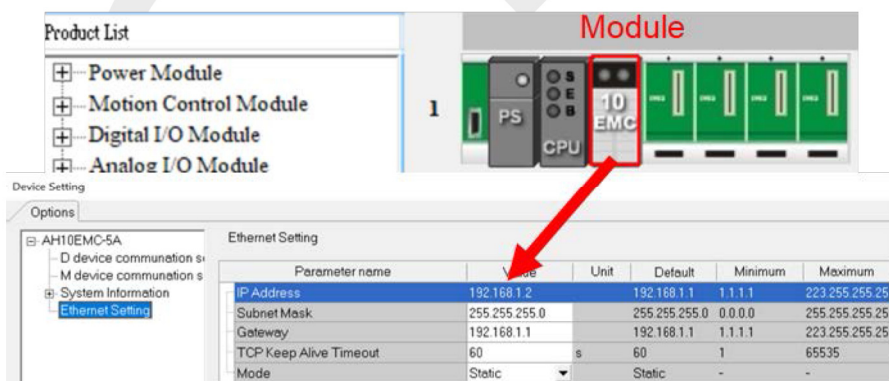 Product List
Module
Power Module
Motion Control Module
Digital I/O Module
Analog I/O Module
1
PS
CPU
S
E
B
10
EMC
Device Setting
Options
AH10EMC-5A
D device communation se
M device communation s
System Information
Ethernet Setting
Ethernet Setting
Parameter name Value Unit Default Minimum Maximum
IP Address 192.168.1.2 192.168.1.1 1.1.1.1 223.255.255.25
Subnet Mask 255.255.255.0 255.255.255.0 0.0.0.0 255.255.255.25
Gateway 192.168.1.1 192.168.1.1 1.1.1.1 223.255.255.25
TCP Keep Alive Timeout 60 s 60 1 65535
Mode Static Static - -